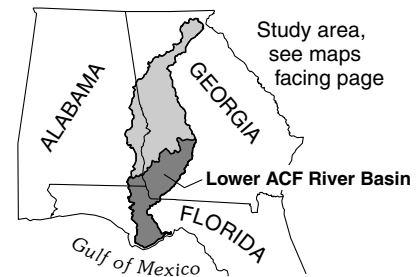 Study area,
see maps
facing page
ALABAMA
GEORGIA
Lower ACF River Basin
FLORIDA
Gulf of Mexico